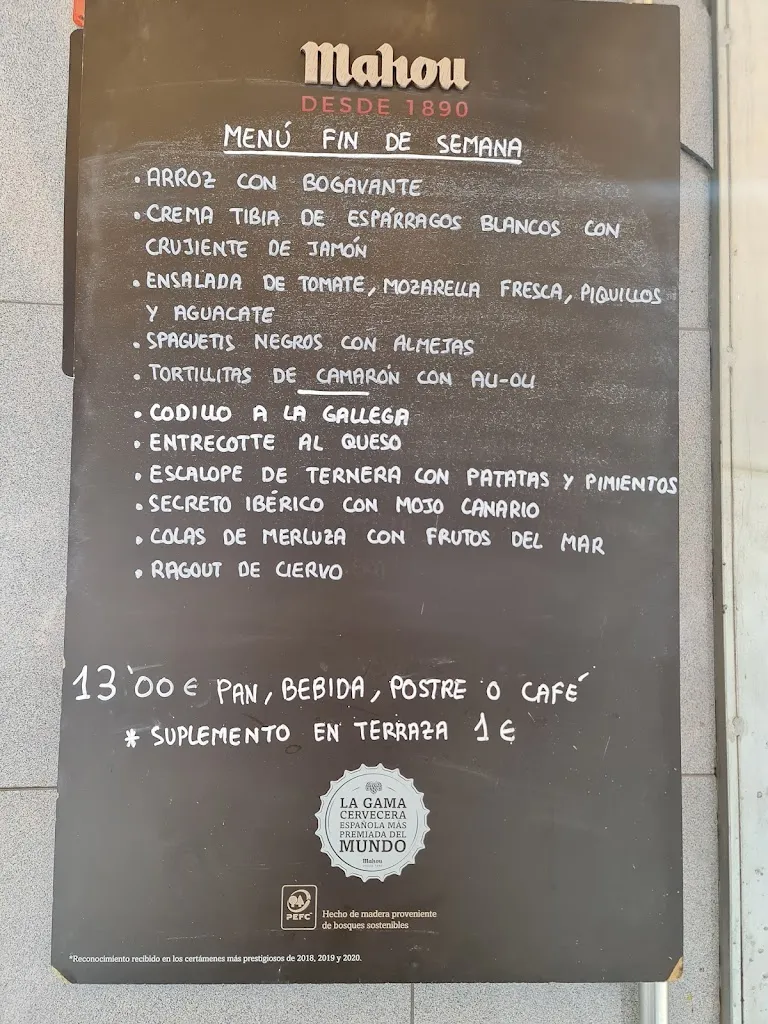 Mahou
DESDE 1890
MENÚ FIN DE SEMANA
• ARROZ CON BOGAVANTE
• CREMA TIBIA DE ESPÁRRAGOS BLANCOS CON
CRUJIENTE DE JAMÓN
• ENSALADA DE TOMATE, MOZARELLA FRESCA, PIQUILLOS
Y AGUACATE
• SPAGUETIS NEGROS CON ALMEJAS
• TORTILLITAS DE CAMARÓN CON ALI-OLI
• CODILLO A LA GALLEGA
• ENTRECOTTE AL QUESO
• ESCALOPE DE TERNERA CON PATATAS Y PIMIENTOS
• SECRETO IBÉRICO CON MOJO CANARIO
• COLAS DE MERLUZA CON FRUTOS DEL MAR
• RAGOUT DE CIERVO
13'00 € PAN, BEBIDA, POSTRE O CAFÉ
* SUPLEMENTO EN TERRAZA 1 €
LA GAMA
CERVECERA
ESPAÑOLA MÁS
PREMIADA DEL
MUNDO
Mahou
PEFC
Hecho de madera proveniente
de bosques sostenibles
*Reconocimiento recibido en los certámenes más prestigiosos de 2018, 2019 y 2020.